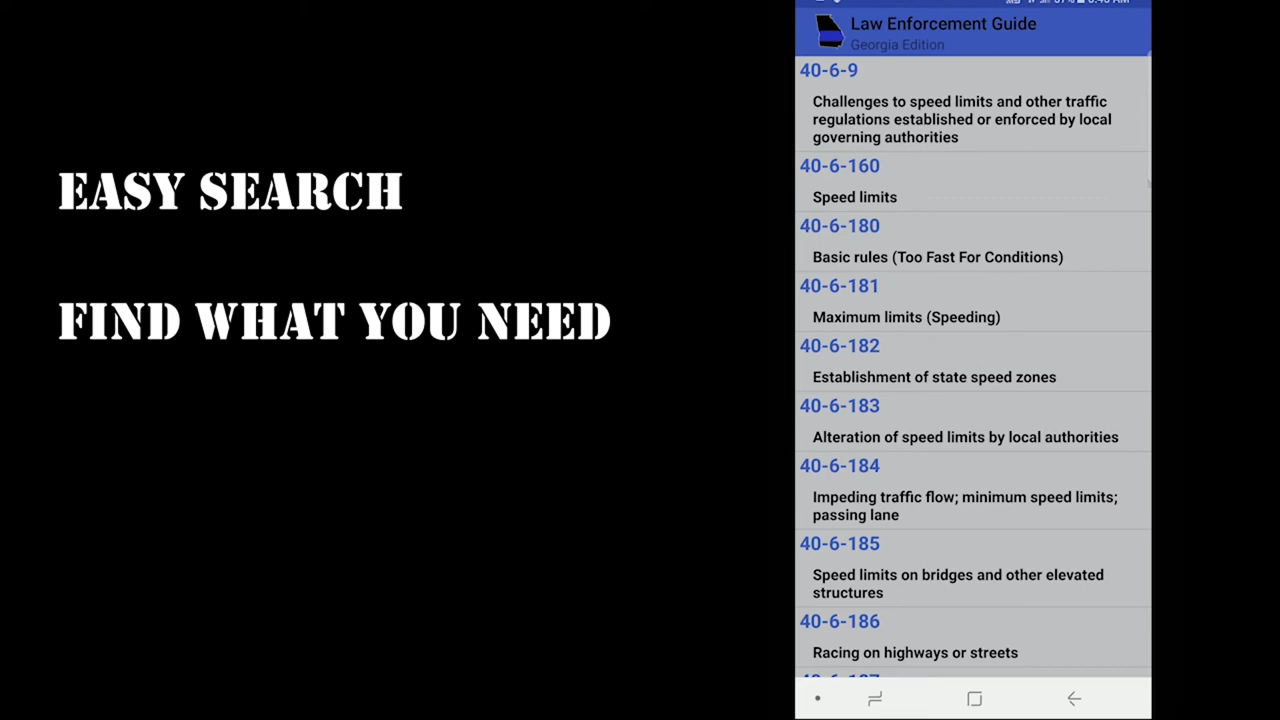 EASY SEARCH
FIND WHAT YOU NEED
Law Enforcement Guide
Georgia Edition
40-6-9
Challenges to speed limits and other traffic
regulations established or enforced by local
governing authorities
40-6-160
Speed limits
40-6-180
Basic rules (Too Fast For Conditions)
40-6-181
Maximum limits (Speeding)
40-6-182
Establishment of state speed zones
40-6-183
Alteration of speed limits by local authorities
40-6-184
Impeding traffic flow; minimum speed limits;
passing lane
40-6-185
Speed limits on bridges and other elevated
structures
40-6-186
Racing on highways or streets